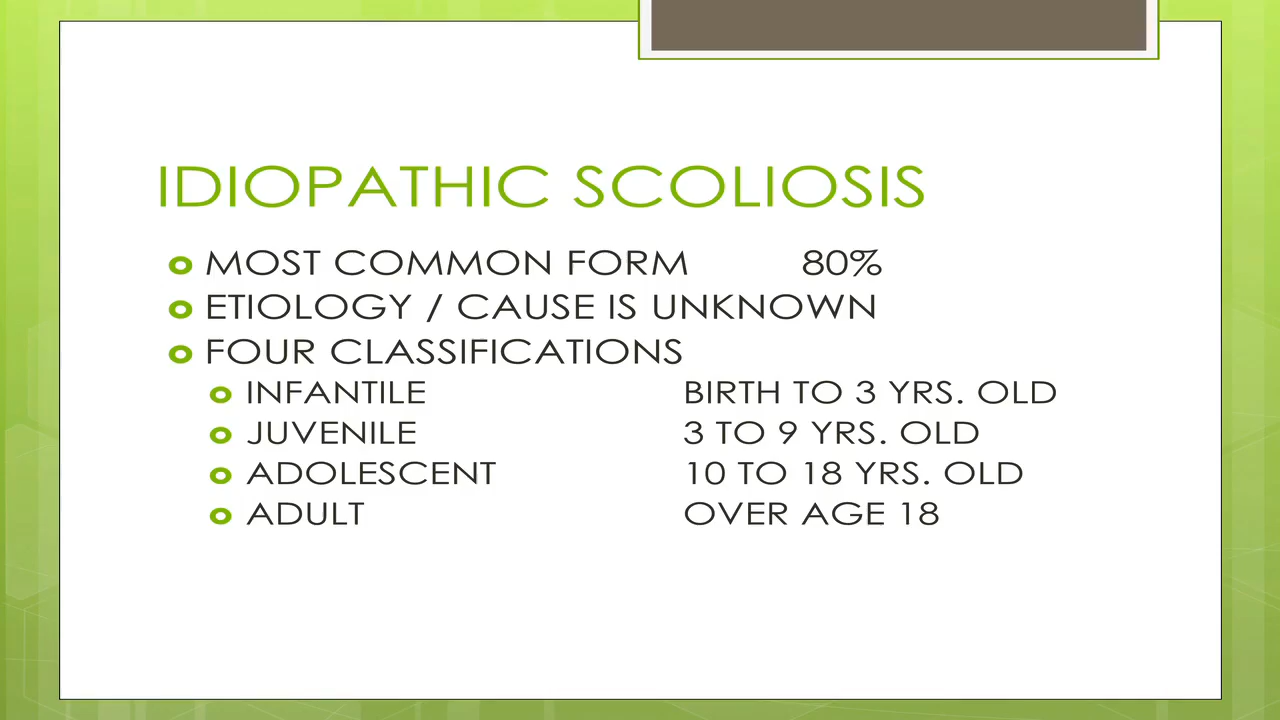 IDIOPATHIC SCOLIOSIS
MOST COMMON FORM 80%
ETIOLOGY / CAUSE IS UNKNOWN
FOUR CLASSIFICATIONS
INFANTILE BIRTH TO 3 YRS. OLD
JUVENILE 3 TO 9 YRS. OLD
ADOLESCENT 10 TO 18 YRS. OLD
ADULT OVER AGE 18